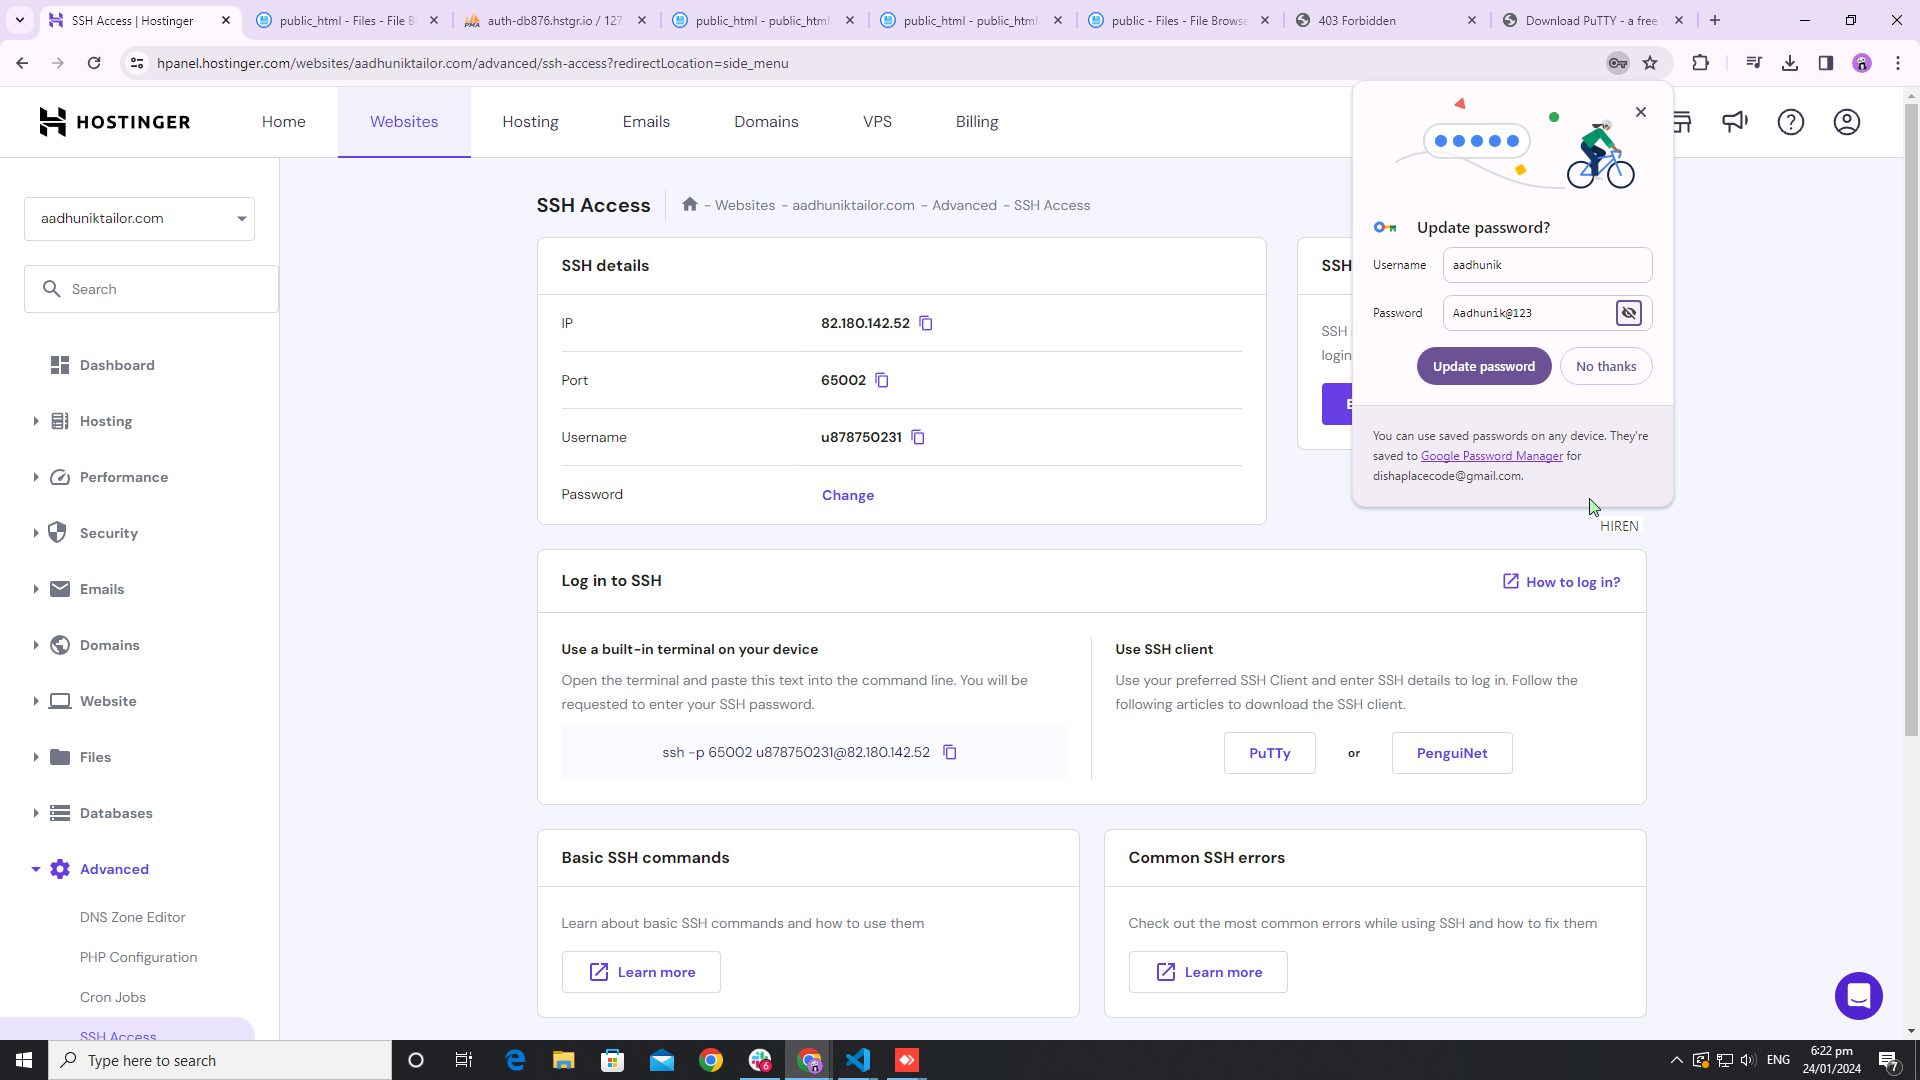 SSH Access | Hostinger
public_html - Files - File B
auth-db876.hstgr.io / 127
public_html - public_html
public_html - public_html
public - Files - File Browse
403 Forbidden
Download PuTTY - a free
hpanel.hostinger.com/websites/aadhuniktailor.com/advanced/ssh-access?redirectLocation=side_menu
HOSTINGER
Home
Websites
Hosting
Emails
Domains
VPS
Billing
aadhuniktailor.com
Search
Dashboard
Hosting
Performance
Security
Emails
Domains
Website
Files
Databases
Advanced
DNS Zone Editor
PHP Configuration
Cron Jobs
SSH Access
SSH Access
- Websites - aadhuniktailor.com - Advanced - SSH Access
SSH details
IP 82.180.142.52
Port 65002
Username u878750231
Password Change
SSH
SSH
login
Update password?
Username aadhunik
Password Aadhunik@123
Update password No thanks
You can use saved passwords on any device. They're
saved to Google Password Manager for
dishaplacecode@gmail.com.
HIREN
Log in to SSH
How to log in?
Use a built-in terminal on your device
Open the terminal and paste this text into the command line. You will be
requested to enter your SSH password.
ssh -p 65002 u878750231@82.180.142.52
Use SSH client
Use your preferred SSH Client and enter SSH details to log in. Follow the
following articles to download the SSH client.
PuTTy or PenguiNet
Basic SSH commands
Learn about basic SSH commands and how to use them
Learn more
Common SSH errors
Check out the most common errors while using SSH and how to fix them
Learn more
Type here to search
6
ENG
6:22 pm
24/01/2024
7